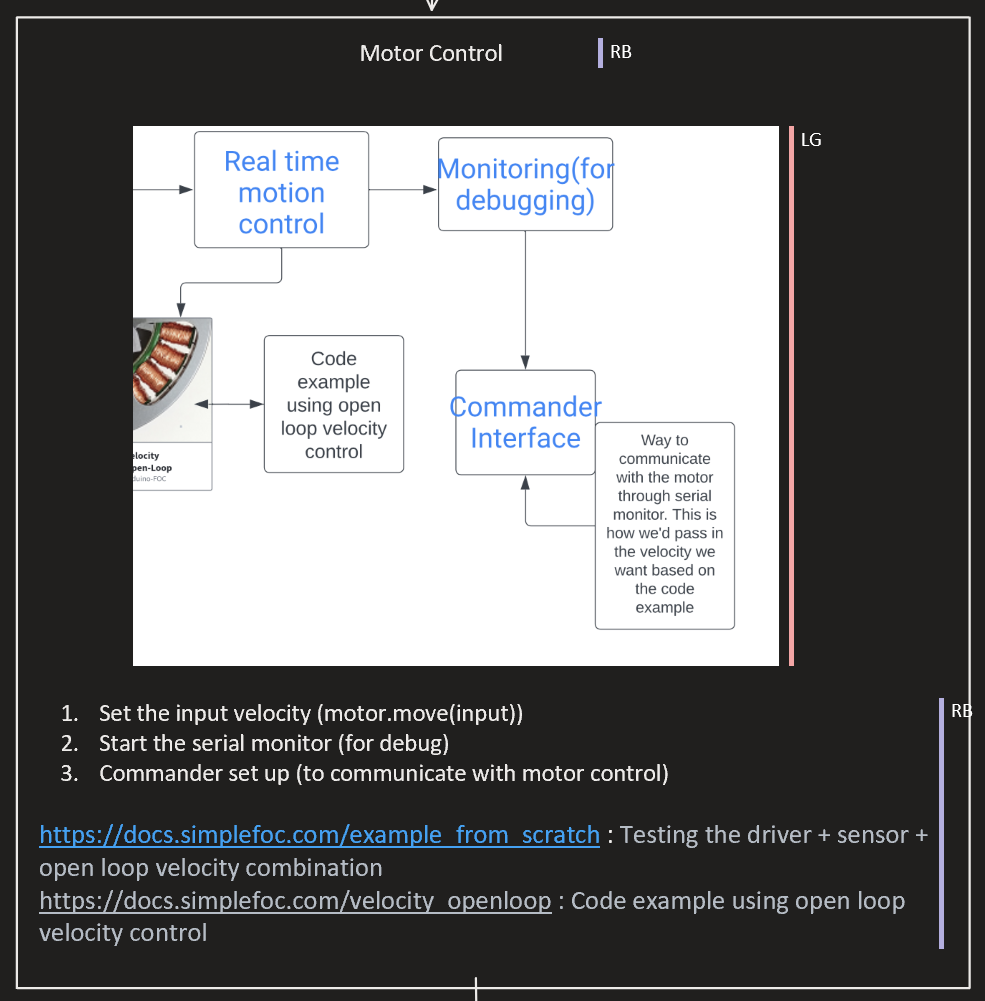 Motor Control
RB
LG
Real time
motion
control
Monitoring(for
debugging)
Code
example
using open
loop velocity
control
Commander
Interface
Way to
communicate
with the motor
through serial
monitor. This is
how we'd pass in
the velocity we
want based on
the code
example
elocity
pen-Loop
duino-FOC
1. Set the input velocity (motor.move(input))
2. Start the serial monitor (for debug)
3. Commander set up (to communicate with motor control)
RB
https://docs.simplefoc.com/example_from_scratch : Testing the driver + sensor +
open loop velocity combination
https://docs.simplefoc.com/velocity_openloop : Code example using open loop
velocity control